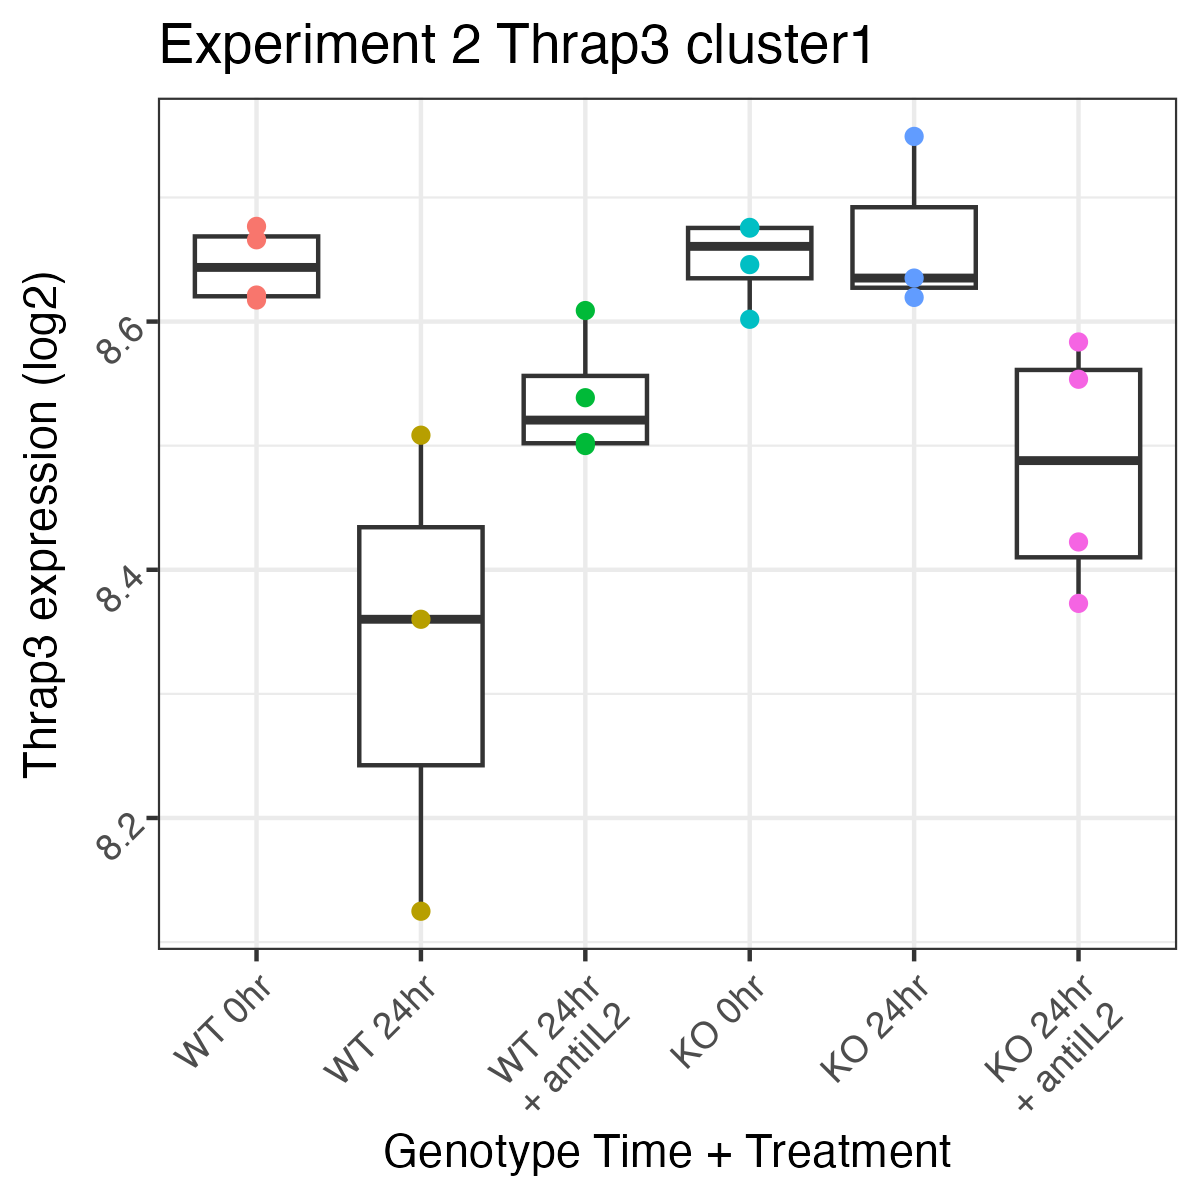 Experiment 2 Thrap3 cluster1
Thrap3 expression (log2)
8.6
8.4
8.2
WT 0hr
WT 24hr
WT 24hr
+ antiIL2
KO 0hr
KO 24hr
KO 24hr
+ antiIL2
Genotype Time + Treatment